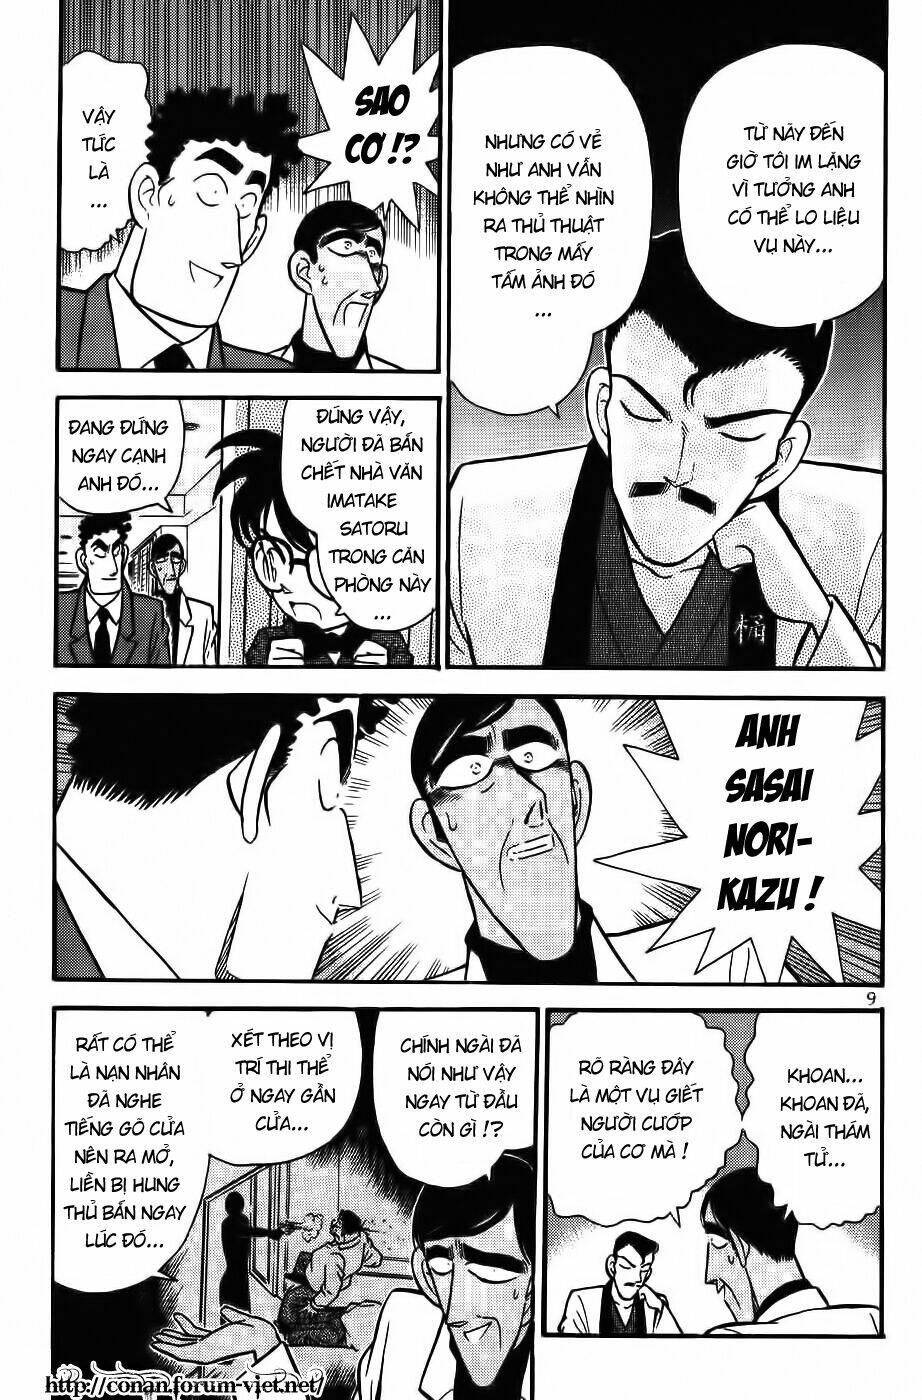 TỪ NÃY ĐẾN
GIỜ TÔI IM LẶNG
VÌ TƯỞNG ANH
CÓ THỂ LO LIỆU
VỤ NÀY...
NHƯNG CÓ VẺ
NHƯ ANH VẪN
KHÔNG THỂ NHÌN
RA THỦ THUẬT
TRONG MẤY
TẤM ẢNH ĐÓ
...
桶
SAO
CƠ !?
VẬY
TỨC
LÀ
...
ĐÚNG VẬY,
NGƯỜI ĐÃ BẮN
CHẾT NHÀ VĂN
IMATAKE
SATORU
TRONG CĂN
PHÒNG NÀY
...
ĐANG ĐỨNG
NGAY CẠNH
ANH ĐÓ...
ANH
SASAI
NORI-
KAZU !
9
KHOAN...
KHOAN ĐÃ,
NGÀI THÁM
TỬ...
RÕ RÀNG ĐÂY
LÀ MỘT VỤ GIẾT
NGƯỜI CƯỚP
CỦA CƠ MÀ !
CHÍNH NGÀI ĐÃ
NÓI NHƯ VẬY
NGAY TỪ ĐẦU
CÒN GÌ !?
XÉT THEO VỊ
TRÍ THI THỂ
Ở NGAY GẦN
CỬA...
RẤT CÓ THỂ
LÀ NẠN NHÂN
ĐÃ NGHE
TIẾNG GÕ CỬA
NÊN RA MỞ,
LIỀN BỊ HUNG
THỦ BẮN NGAY
LÚC ĐÓ...
http://conan.forum-viet.net/